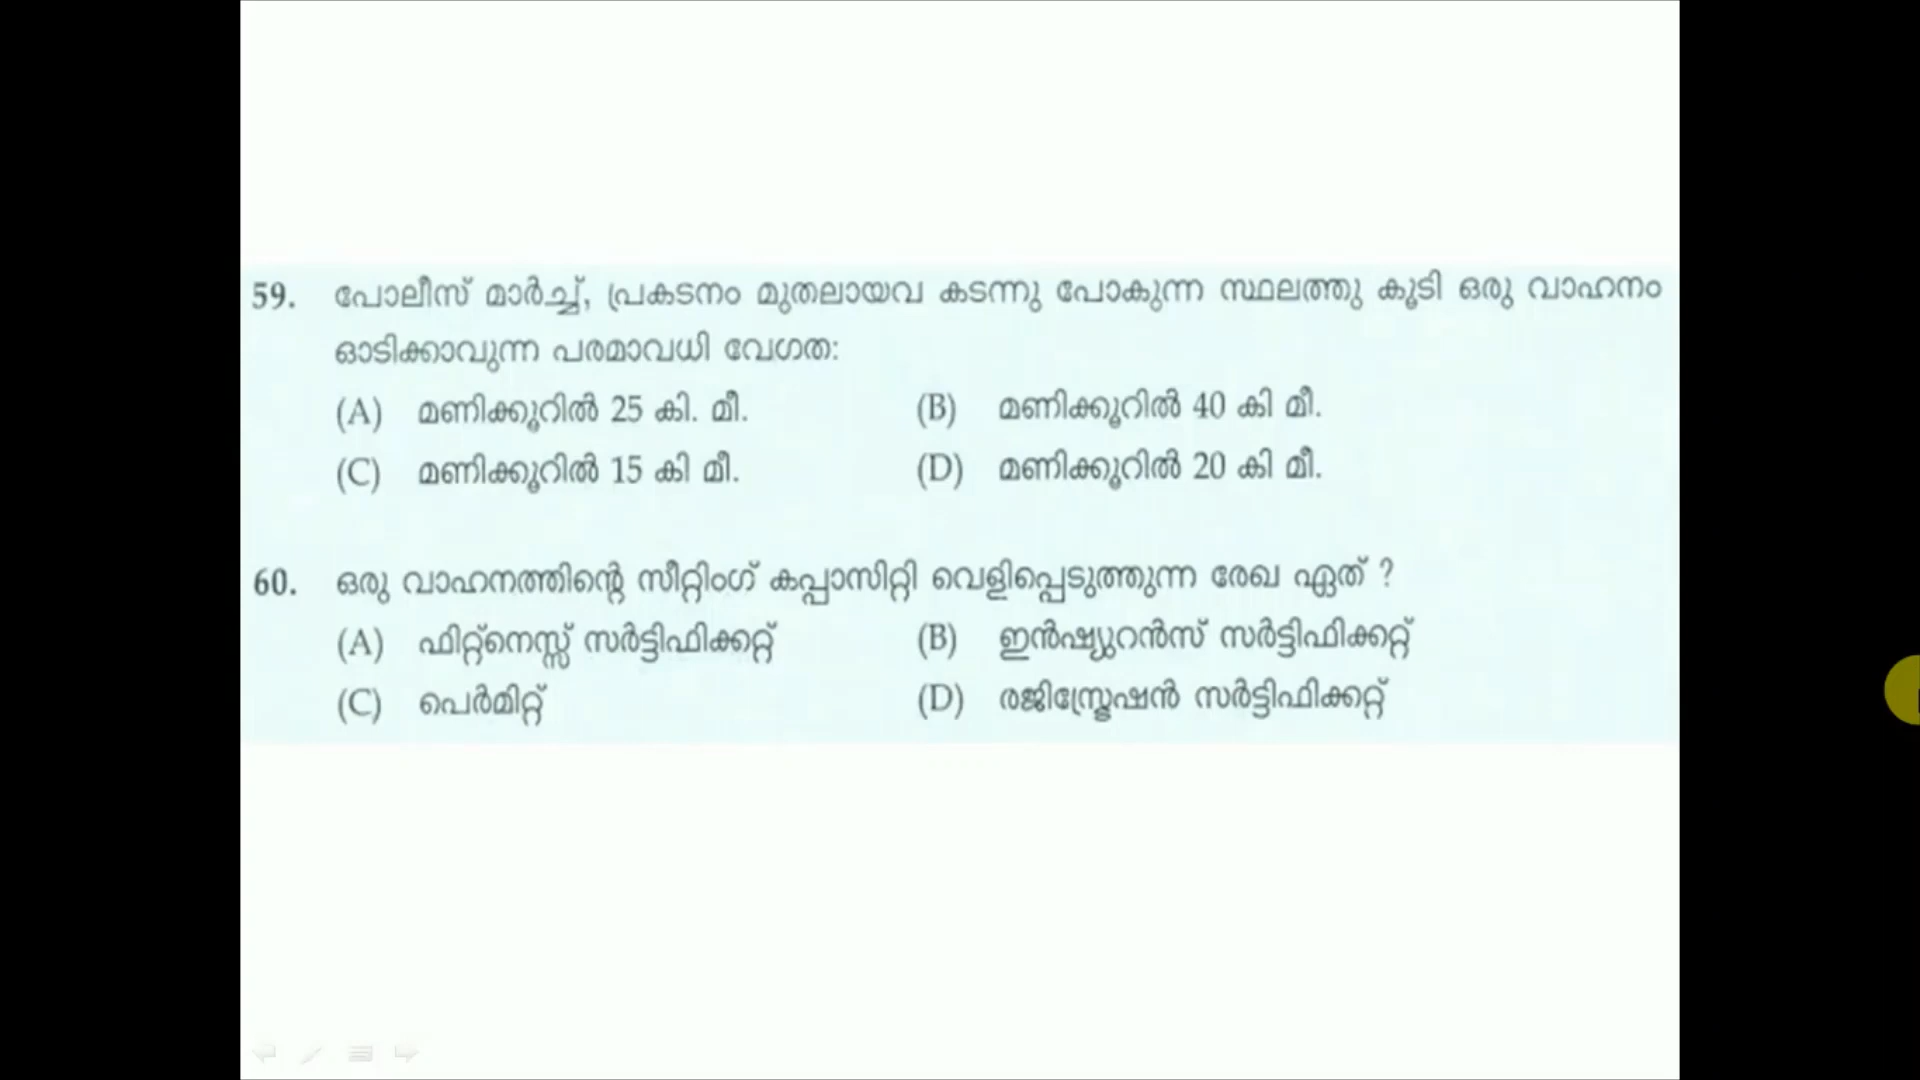 59. പോലീസ് മാർച്ച്, പ്രകടനം മുതലായവ കടന്നു പോകുന്ന സ്ഥലത്തു കൂടി ഒരു വാഹനം
ഓടിക്കാവുന്ന പരമാവധി വേഗത:
(A) മണിക്കൂറിൽ 25 കി. മീ. (B) മണിക്കൂറിൽ 40 കി മീ.
(C) മണിക്കൂറിൽ 15 കി മീ. (D) മണിക്കൂറിൽ 20 കി മീ.
60. ഒരു വാഹനത്തിന്റെ സീറ്റിംഗ് കപ്പാസിറ്റി വെളിപ്പെടുത്തുന്ന രേഖ ഏത് ?
(A) ഫിറ്റ്നെസ്സ് സർട്ടിഫിക്കറ്റ് (B) ഇൻഷ്യുറൻസ് സർട്ടിഫിക്കറ്റ്
(C) പെർമിറ്റ് (D) രജിസ്ട്രേഷൻ സർട്ടിഫിക്കറ്റ്